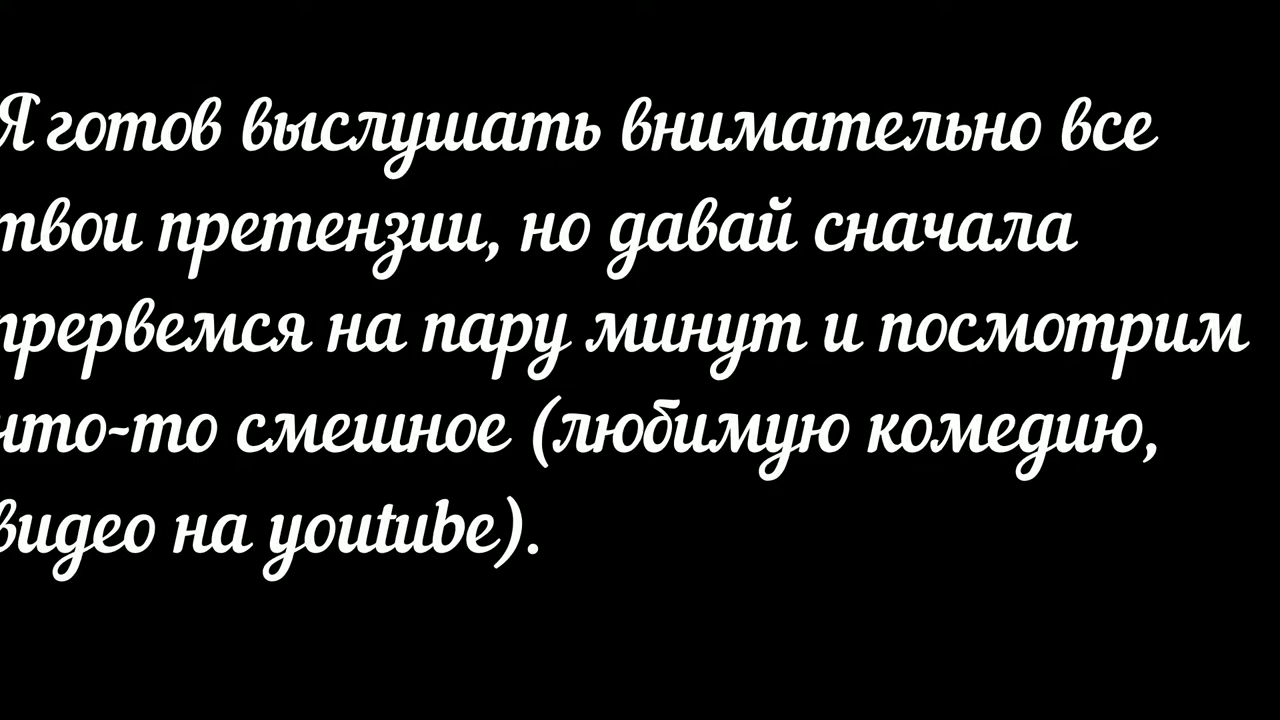 Я готов выслушать внимательно все
твои претензии, но давай сначала
прервемся на пару минут и посмотрим
что-то смешное (любимую комедию,
видео на youtube).